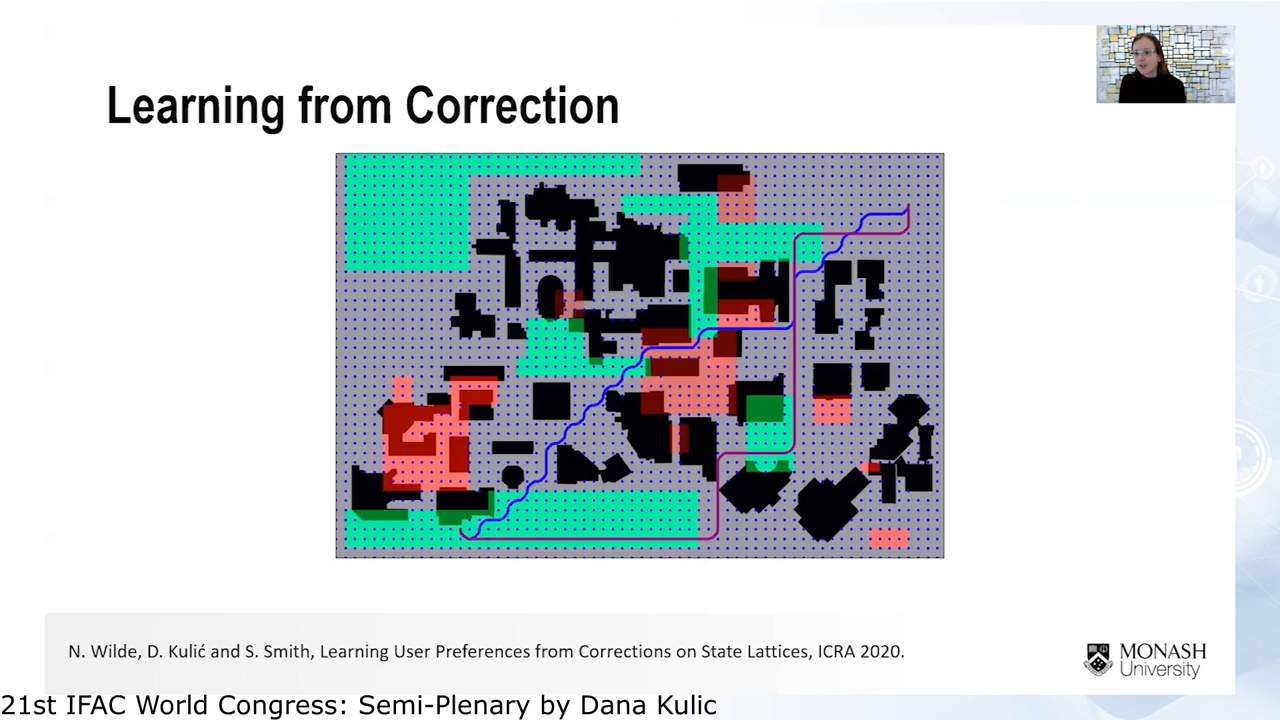 Learning from Correction
N. Wilde, D. Kulić and S. Smith, Learning User Preferences from Corrections on State Lattices, ICRA 2020.
MONASH
University
21st IFAC World Congress: Semi-Plenary by Dana Kulic